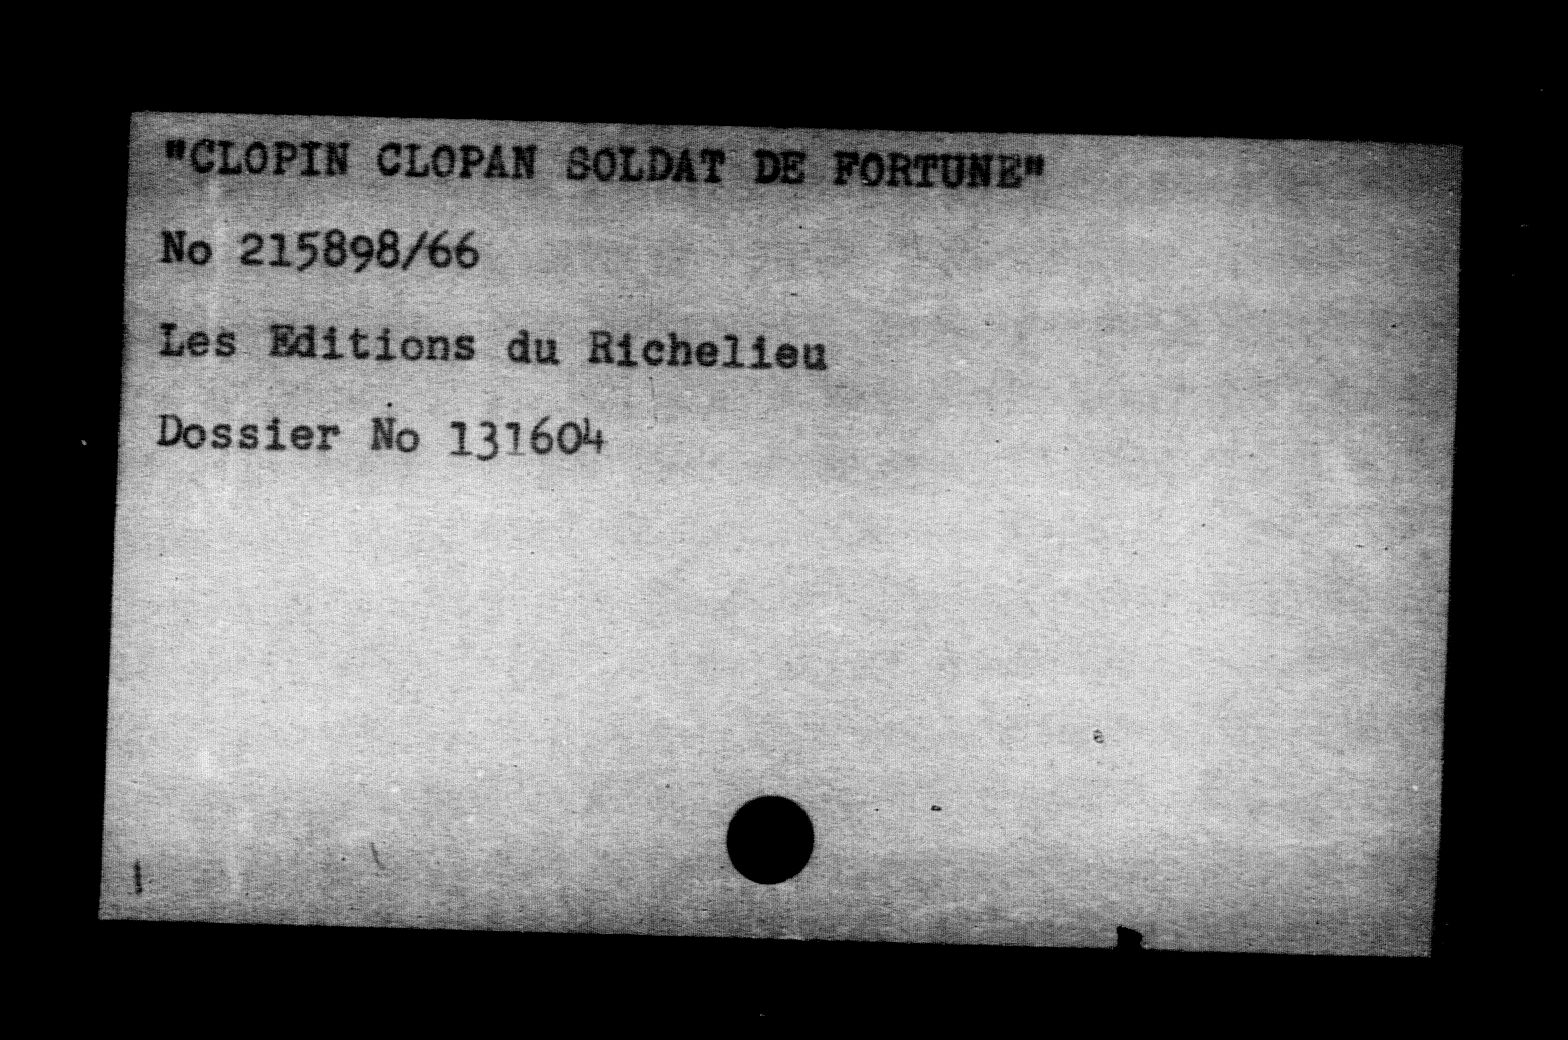 "CLOPIN CLOPAN SOLDAT DE FORTUNE"
No 215898/66
Les Editions du Richelieu
Dossier No 131604